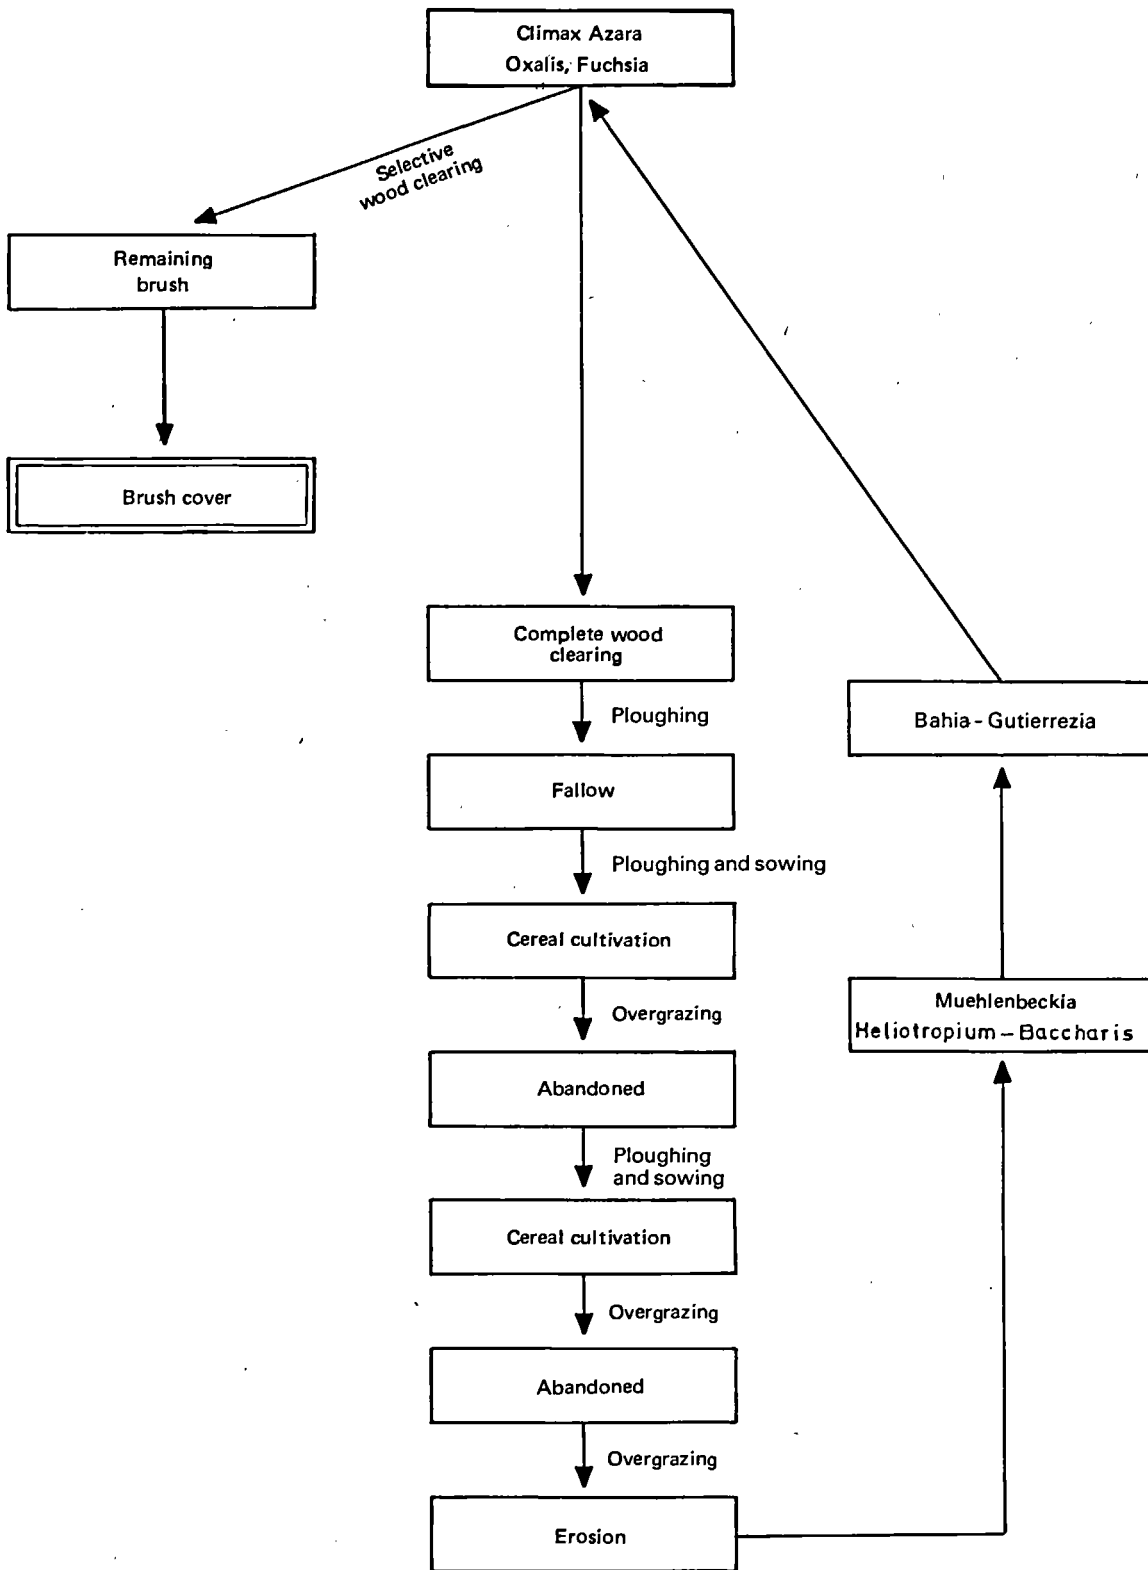 Climax Azara
Oxalis, Fuchsia
Selective
wood clearing
Remaining
brush
Brush cover
Complete wood
clearing
Ploughing
Bahia - Gutierrezia
Fallow
Ploughing and sowing
Cereal cultivation
Muehlenbeckia
Heliotropium - Baccharis
Overgrazing
Abandoned
Ploughing
and sowing
Cereal cultivation
Overgrazing
Abandoned
Overgrazing
Erosion